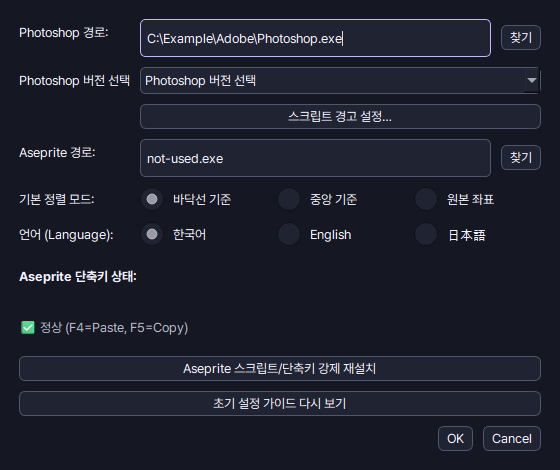 Photoshop 경로: C:\Example\Adobe\Photoshop.exe 찾기
Photoshop 버전 선택 Photoshop 버전 선택
스크립트 경고 설정...
Aseprite 경로: not-used.exe 찾기
기본 정렬 모드: 바닥선 기준 중앙 기준 원본 좌표
언어 (Language): 한국어 English 日本語
Aseprite 단축키 상태:
✅ 정상 (F4=Paste, F5=Copy)
Aseprite 스크립트/단축키 강제 재설치
초기 설정 가이드 다시 보기
OK Cancel